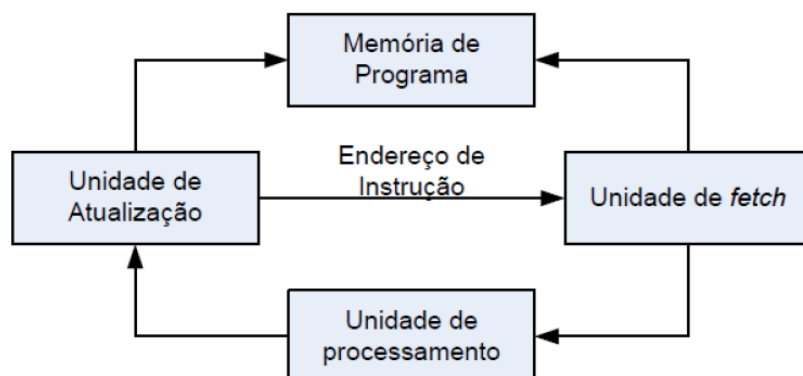 Memória de
Programa
Endereço de
Instrução
Unidade de
Atualização
Unidade de fetch
Unidade de
processamento